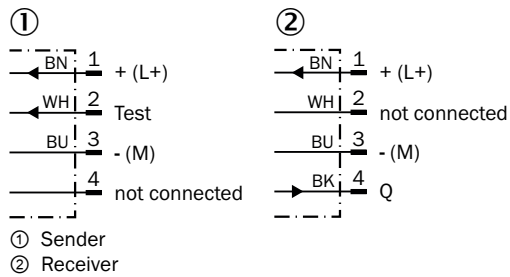 ① ②
BN 1 + (L+)
WH 2 Test
BU 3 - (M)
4 not connected
BN 1 + (L+)
WH 2 not connected
BU 3 - (M)
BK 4 Q
① Sender
② Receiver